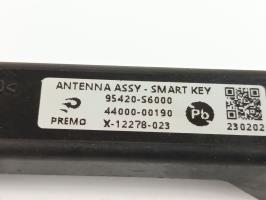 ANTENNA ASSY - SMART KEY
95420-S6000
44000-00190
PREMO X-12278-023
Pb
230202